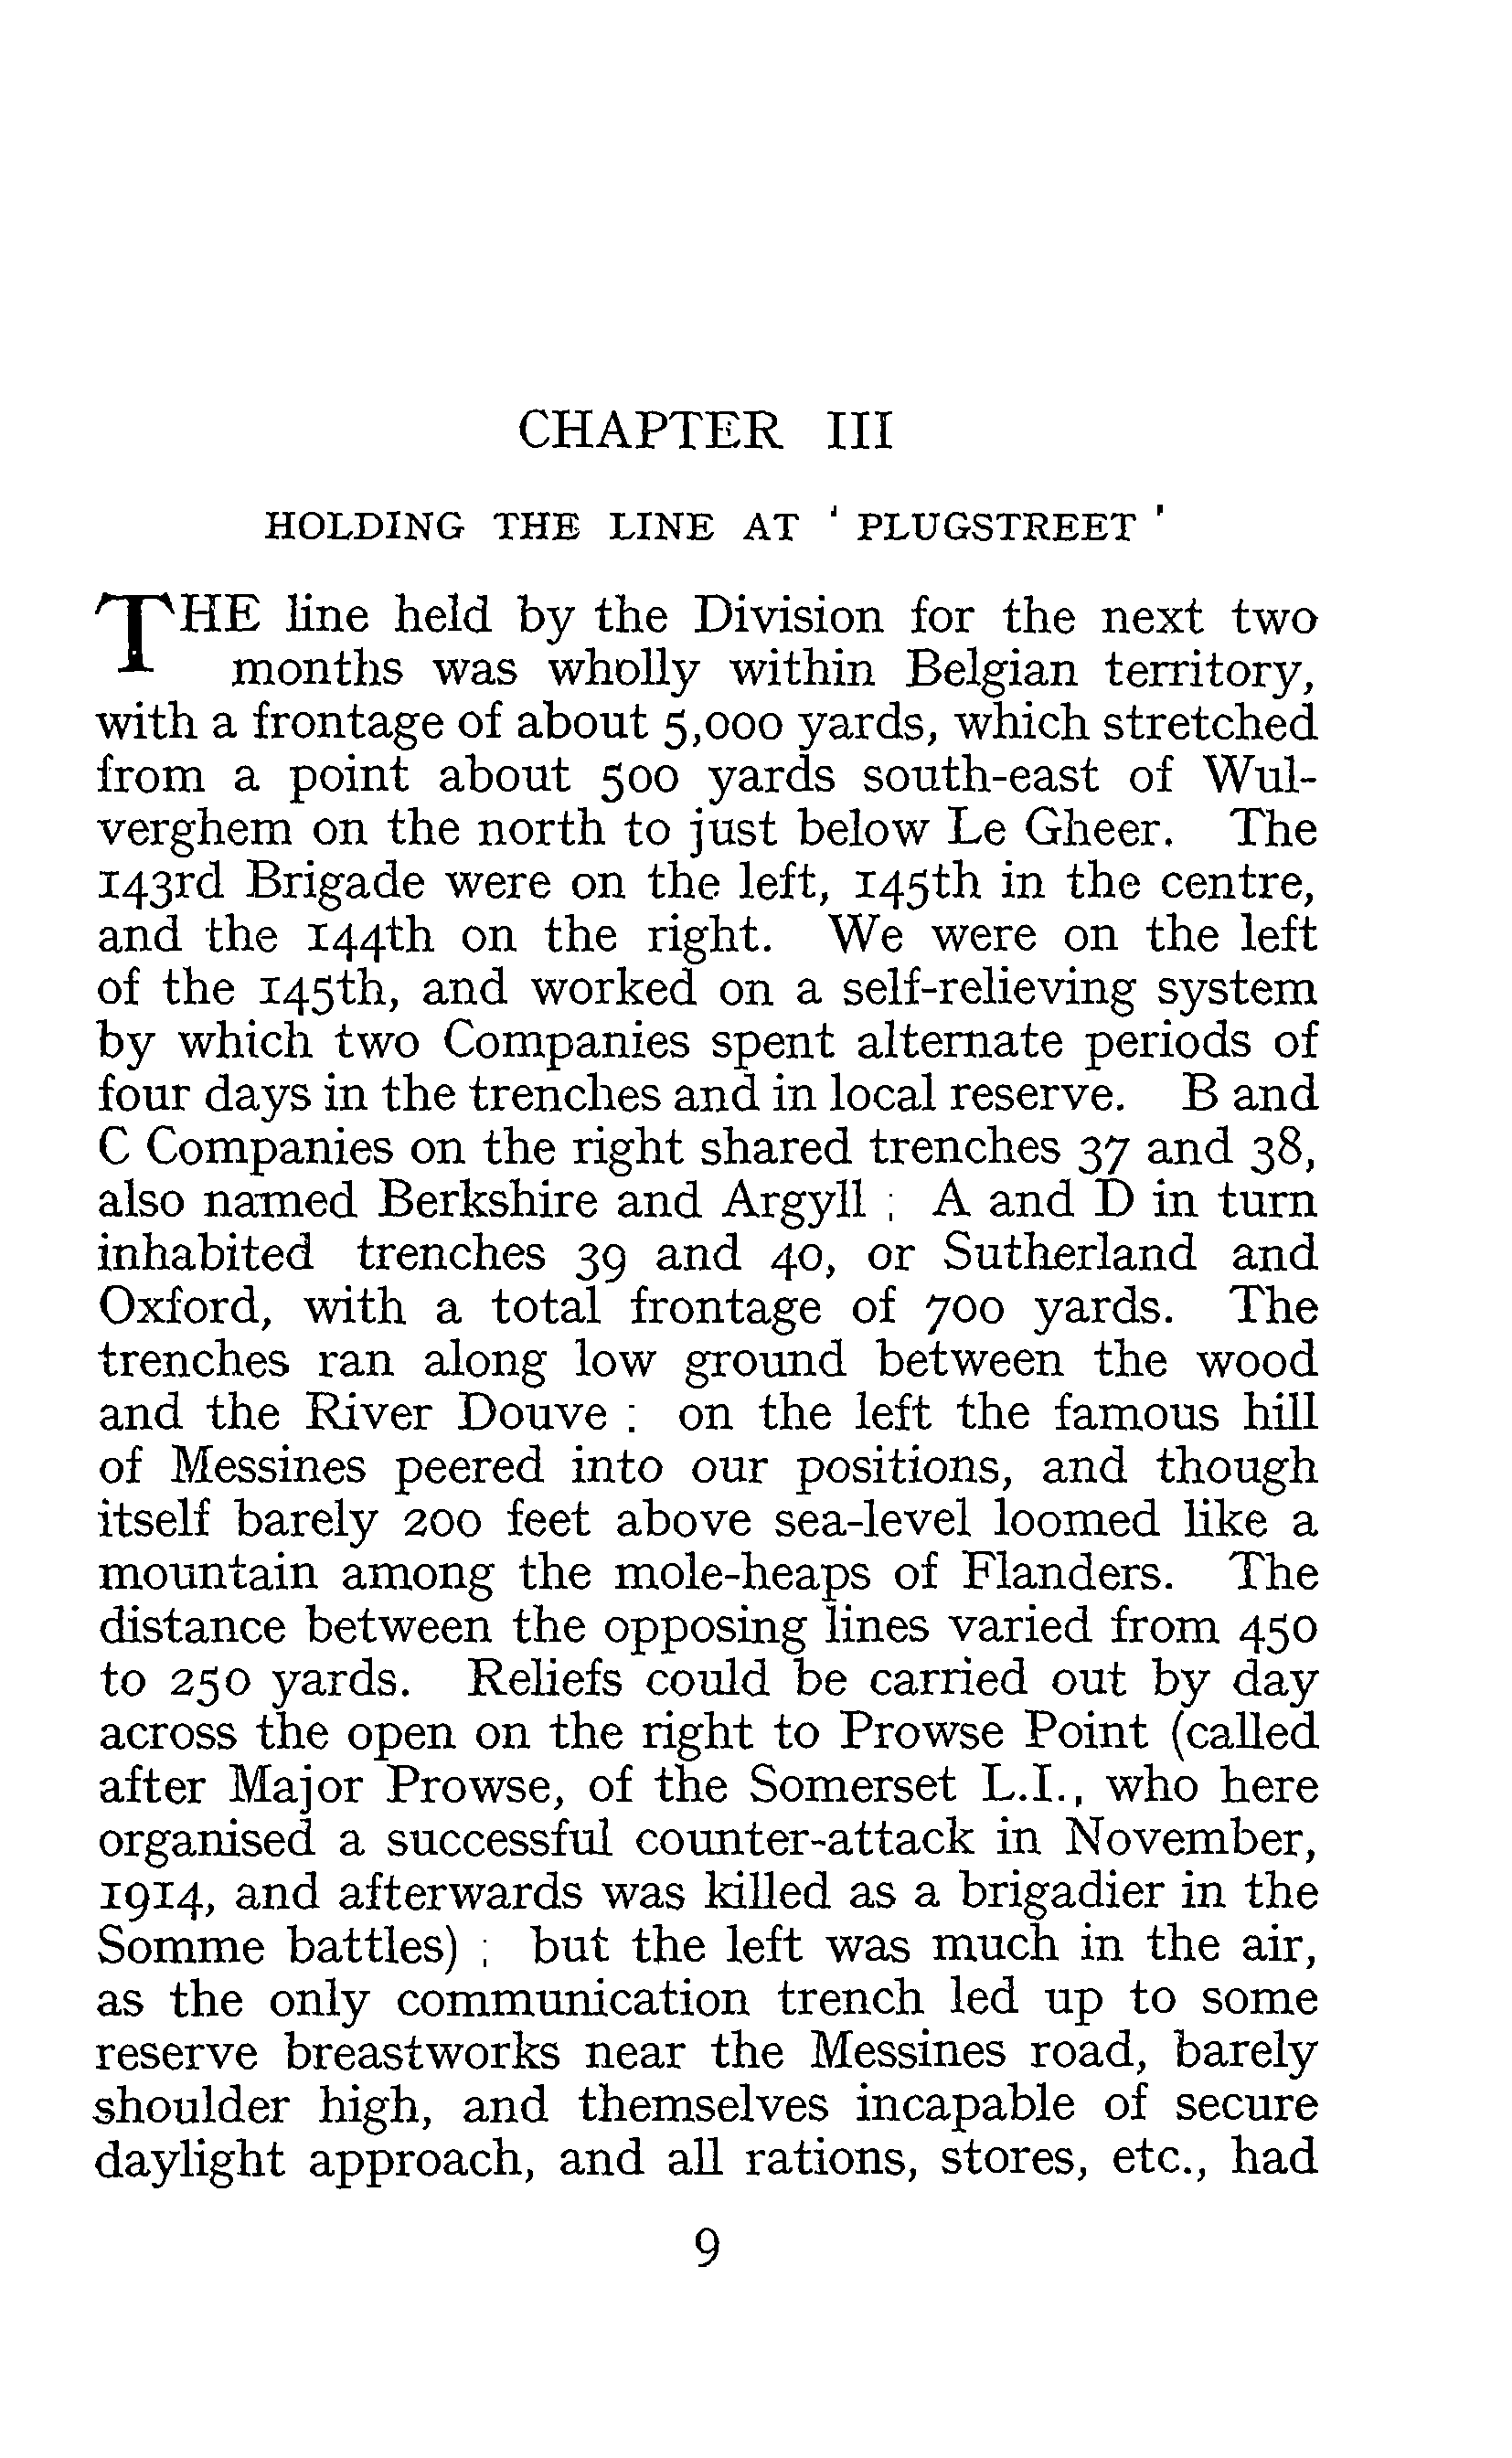 CHAPTER III
HOLDING THE LINE AT ' PLUGSTREET '
THE line held by the Division for the next two
months was wholly within Belgian territory,
with a frontage of about 5,000 yards, which stretched
from a point about 500 yards south-east of Wul-
verghem on the north to just below Le Gheer. The
143rd Brigade were on the left, 145th in the centre,
and the 144th on the right. We were on the left
of the 145th, and worked on a self-relieving system
by which two Companies spent alternate periods of
four days in the trenches and in local reserve. B and
C Companies on the right shared trenches 37 and 38,
also named Berkshire and Argyll ; A and D in turn
inhabited trenches 39 and 40, or Sutherland and
Oxford, with a total frontage of 700 yards. The
trenches ran along low ground between the wood
and the River Douve : on the left the famous hill
of Messines peered into our positions, and though
itself barely 200 feet above sea-level loomed like a
mountain among the mole-heaps of Flanders. The
distance between the opposing lines varied from 450
to 250 yards. Reliefs could be carried out by day
across the open on the right to Prowse Point (called
after Major Prowse, of the Somerset L.I., who here
organised a successful counter-attack in November,
1914, and afterwards was killed as a brigadier in the
Somme battles) ; but the left was much in the air,
as the only communication trench led up to some
reserve breastworks near the Messines road, barely
shoulder high, and themselves incapable of secure
daylight approach, and all rations, stores, etc., had
9